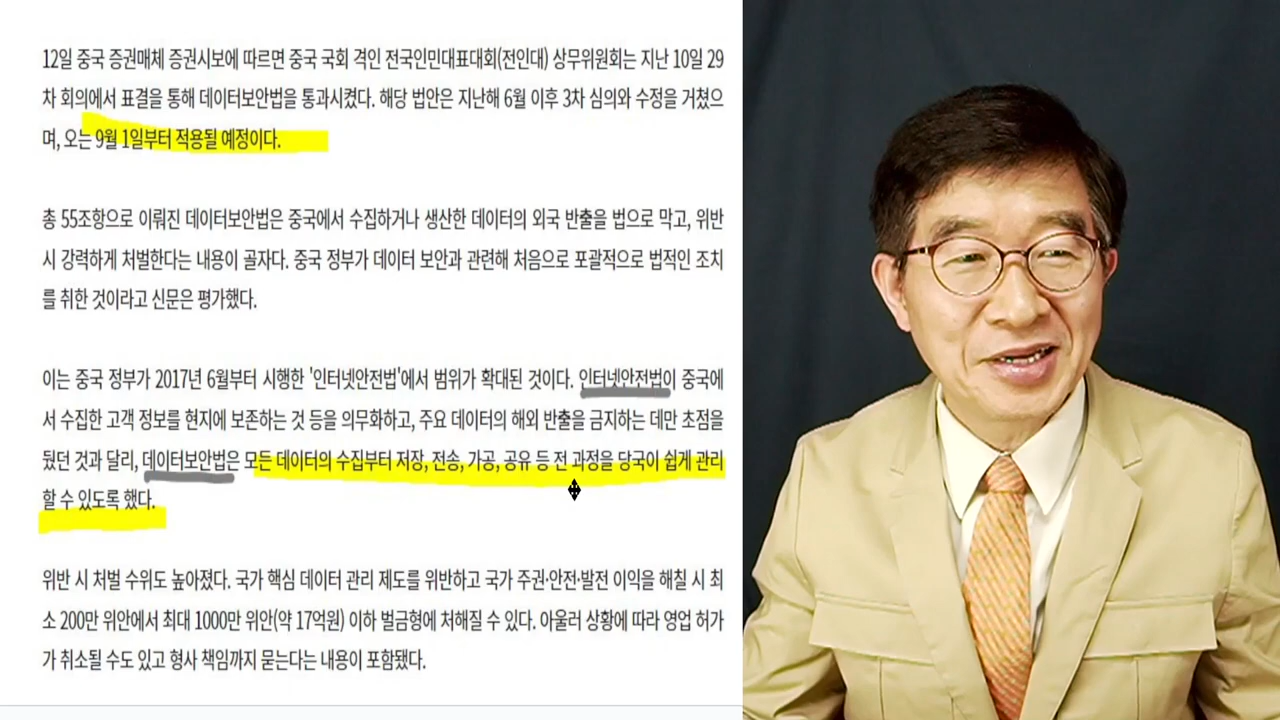 12일 중국 증권매체 증권시보에 따르면 중국 국회 격인 전국인민대표대회(전인대) 상무위원회는 지난 10일 29
차 회의에서 표결을 통해 데이터보안법을 통과시켰다. 해당 법안은 지난해 6월 이후 3차 심의와 수정을 거쳤으
며, 오는 9월 1일부터 적용될 예정이다.
총 55조항으로 이뤄진 데이터보안법은 중국에서 수집하거나 생산한 데이터의 외국 반출을 법으로 막고, 위반
시 강력하게 처벌한다는 내용이 골자다. 중국 정부가 데이터 보안과 관련해 처음으로 포괄적으로 법적인 조치
를 취한 것이라고 신문은 평가했다.
이는 중국 정부가 2017년 6월부터 시행한 '인터넷안전법'에서 범위가 확대된 것이다. 인터넷안전법이 중국에
서 수집한 고객 정보를 현지에 보존하는 것 등을 의무화하고, 주요 데이터의 해외 반출을 금지하는 데만 초점을
뒀던 것과 달리, 데이터보안법은 모든 데이터의 수집부터 저장, 전송, 가공, 공유 등 전 과정을 당국이 쉽게 관리
할 수 있도록 했다.
위반 시 처벌 수위도 높아졌다. 국가 핵심 데이터 관리 제도를 위반하고 국가 주권·안전·발전 이익을 해칠 시 최
소 200만 위안에서 최대 1000만 위안(약 17억원) 이하 벌금형에 처해질 수 있다. 아울러 상황에 따라 영업 허가
가 취소될 수도 있고 형사 책임까지 묻는다는 내용이 포함됐다.